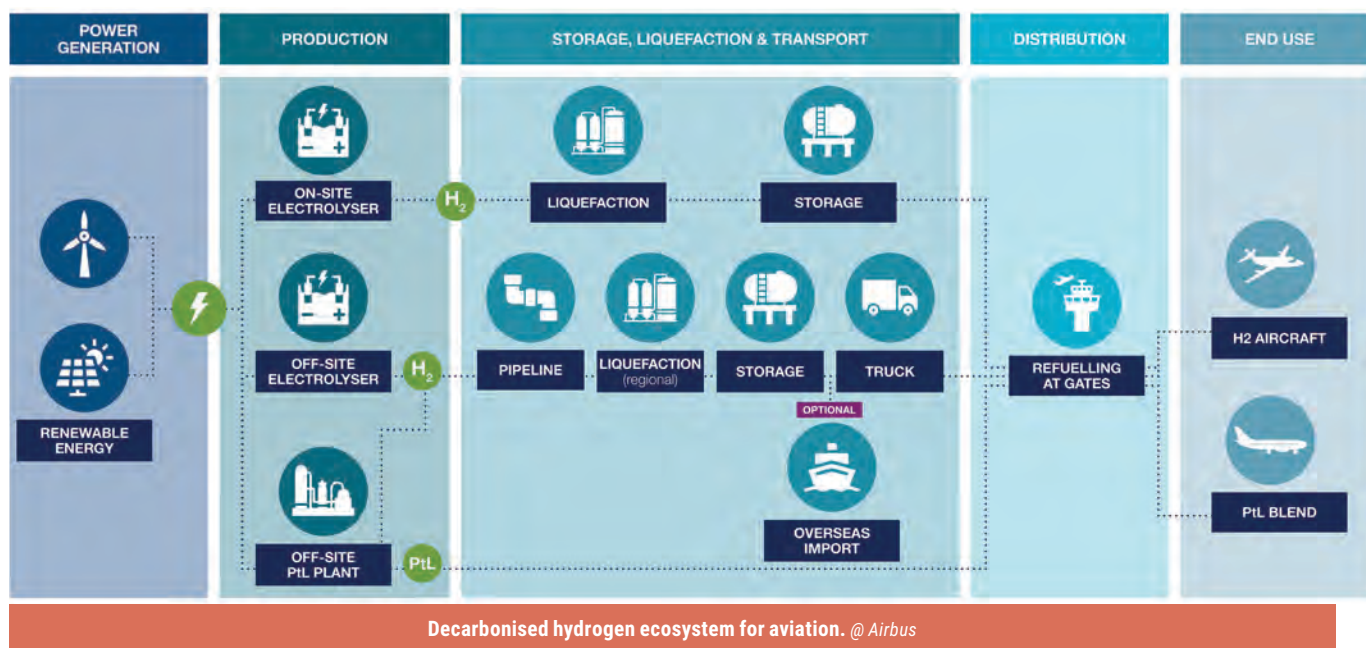 POWER
GENERATION
PRODUCTION
STORAGE, LIQUEFACTION & TRANSPORT
DISTRIBUTION
END USE
ON-SITE
ELECTROLYSER
H2
LIQUEFACTION
STORAGE
RENEWABLE
ENERGY
OFF-SITE
ELECTROLYSER
H2
PIPELINE
LIQUEFACTION
(regional)
STORAGE
TRUCK
OPTIONAL
OVERSEAS
IMPORT
OFF-SITE
PtL PLANT
PtL
REFUELLING
AT GATES
H2 AIRCRAFT
PtL BLEND
Decarbonised hydrogen ecosystem for aviation. @ Airbus